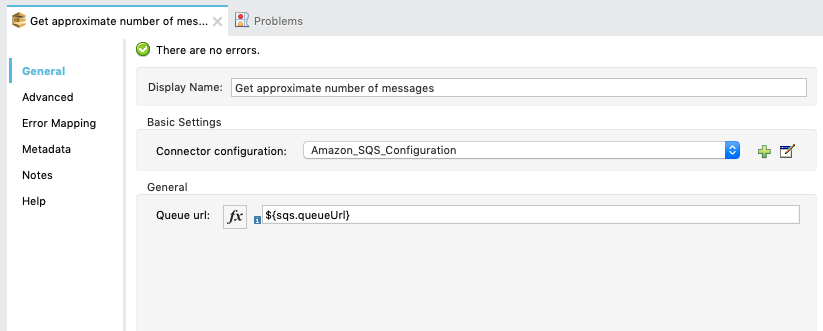 Get approximate number of mes...
Problems
There are no errors.
General
Advanced
Error Mapping
Metadata
Notes
Help
Display Name: Get approximate number of messages
Basic Settings
Connector configuration: Amazon_SQS_Configuration
General
Queue url: fx ${sqs.queueUrl}